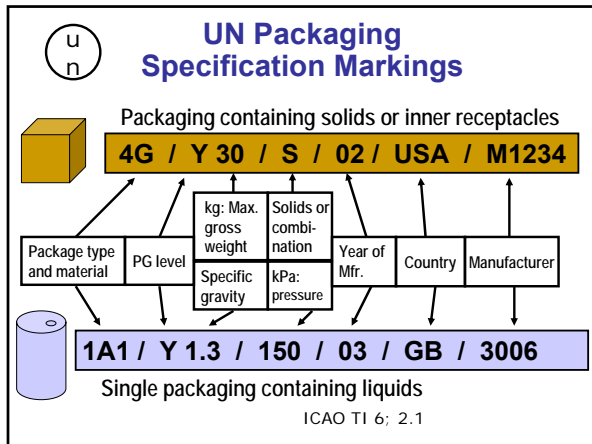 u
n
UN Packaging
Specification Markings
Packaging containing solids or inner receptacles
4G / Y 30 / S / 02 / USA / M1234
Package type
and material
PG level
kg: Max.
gross
weight
Solids or
combi-
nation
Specific
gravity
kPa:
pressure
Year of
Mfr.
Country
Manufacturer
1A1 / Y 1.3 / 150 / 03 / GB / 3006
Single packaging containing liquids
ICAO TI 6; 2.1